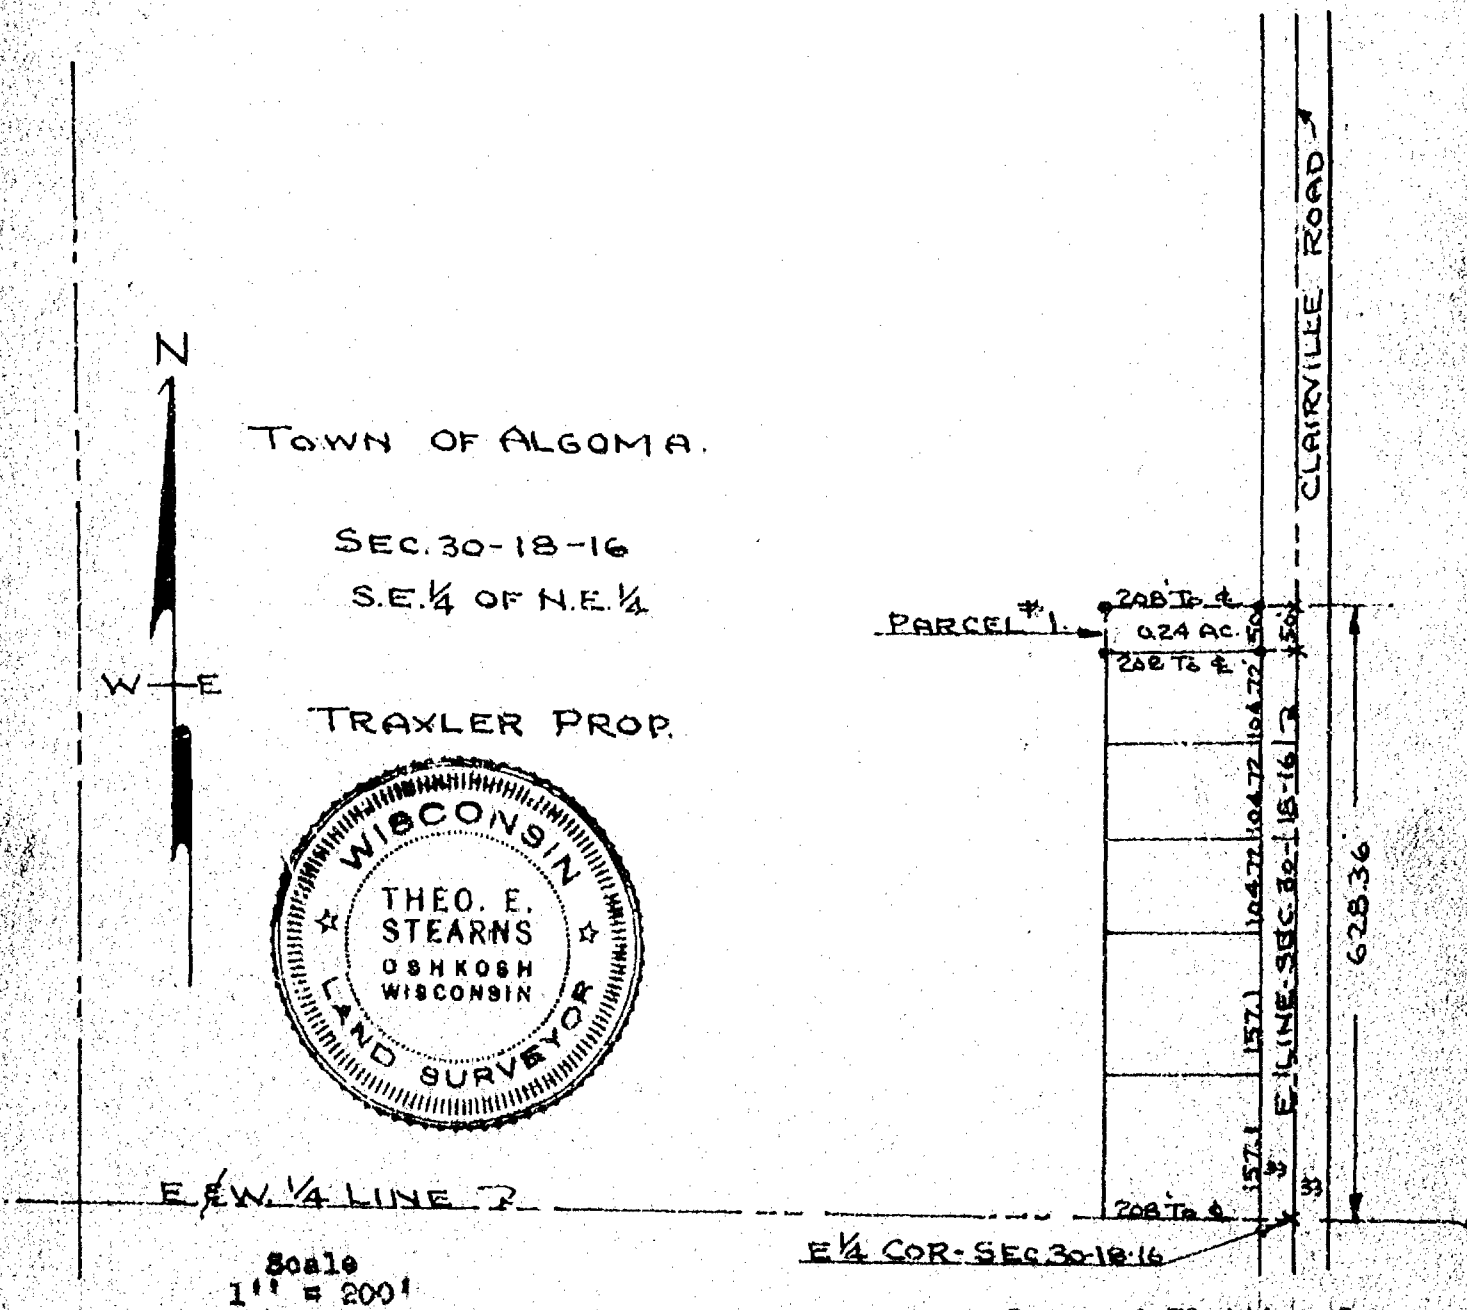 N
TOWN OF ALGOMA.
SEC. 30-18-16
S.E. 1/4 OF N.E. 1/4
W E
TRAXLER PROP.
WISCONSIN
THEO. E.
STEARNS
OSHKOSH
WISCONSIN
LAND SURVEYOR
E & W. 1/4 LINE
Scale
1'' = 200'
CLAIRVILLE ROAD
PARCEL #1.
208' To ℄
0.24 AC.
50'
50'
208' To ℄
104.72
104.72
104.72
157.1
157.1
E LINE-SEC. 30-18-16
628.36'
33
33
208' To ℄
E 1/4 COR- SEC. 30-18-16